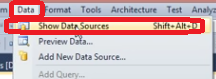 Data Format Tools Architecture Test Analy
Show Data Sources Shift+Alt+D
Preview Data...
Add New Data Source...
Add Query...